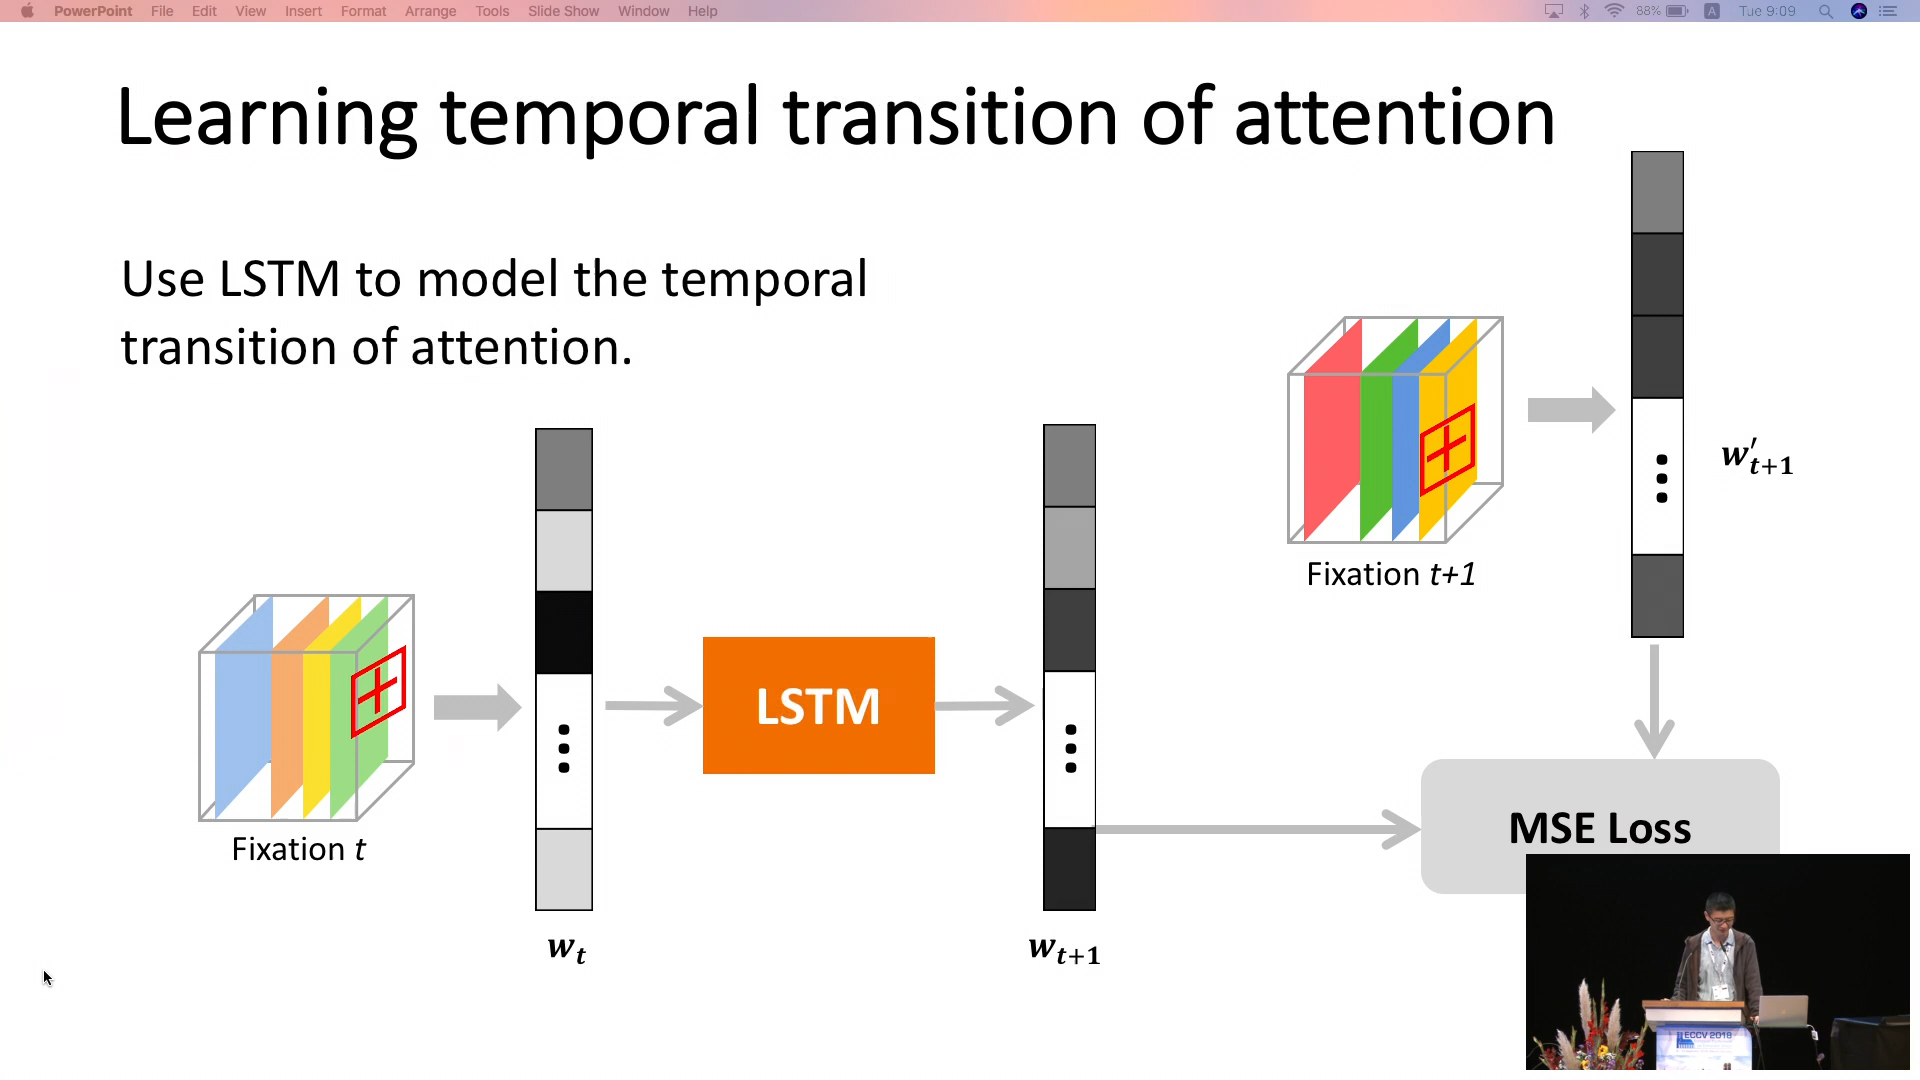 PowerPoint File Edit View Insert Format Arrange Tools Slide Show Window Help 88% A Tue 9:09
Learning temporal transition of attention
Use LSTM to model the temporal
transition of attention.
w′t+1
Fixation t+1
LSTM
MSE Loss
Fixation t
wt
wt+1
ECCV 2018